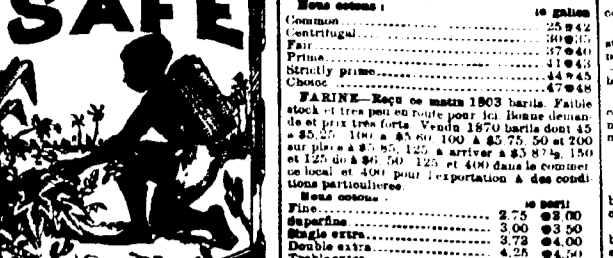 SAFE
Nous cotons : le gallon
Common 25@42
Centrifugal 30@35
Fair 37@40
Prime 41@43
Strictly prime 44@45
Choice 47@48
FARINE—Reçu ce matin 1803 barils. Faible
stock et très peu en route pour ici. Bonne deman-
de et prix très forts. Vendu 1870 barils dont 45
à $5,25 100 à $5 60, 100 à $5.75, 50 et 200
sur place à $5 85, 125 à arriver à $5 87½, 150
et 125 do à $6, 50 125 et 400 dans le commer
ce local et 400 pour l'exportation à des condi-
tions particulières.
Nous cotons : le baril
Fine 2.75 @3.00
Superfine 3,00 @3 50
Single extra 3.72 @4.00
Double extra 4,25 @4.50